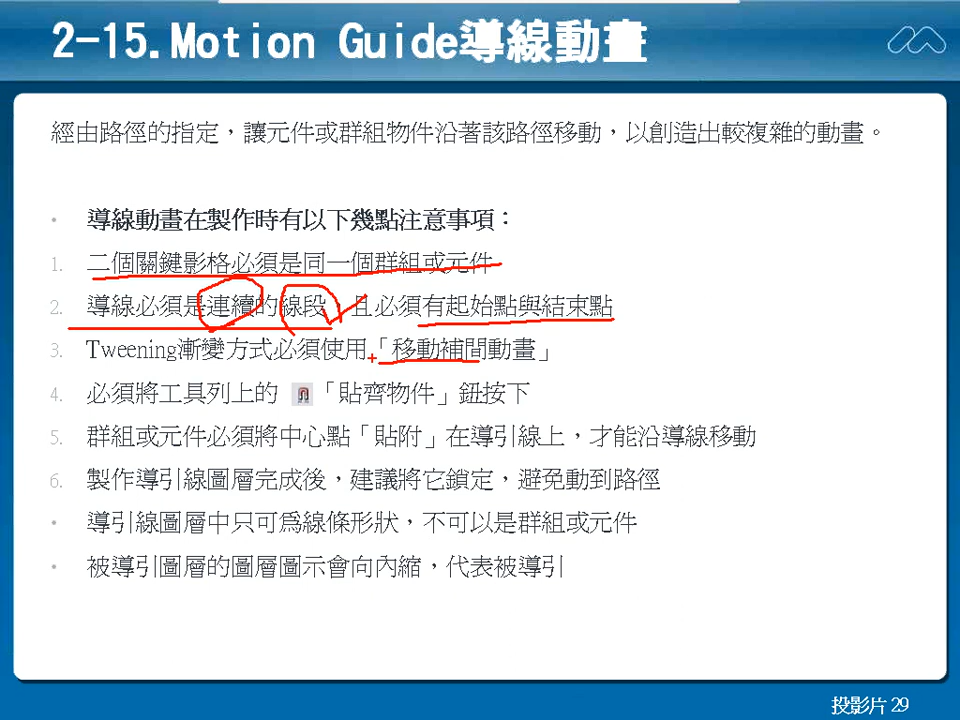 2-15.Motion Guide導線動畫
經由路徑的指定，讓元件或群組物件沿著該路徑移動，以創造出較複雜的動畫。
• 導線動畫在製作時有以下幾點注意事項：
1. 二個關鍵影格必須是同一個群組或元件
2. 導線必須是連續的線段，且必須有起始點與結束點
3. Tweening漸變方式必須使用「移動補間動畫」
4. 必須將工具列上的 「貼齊物件」鈕按下
5. 群組或元件必須將中心點「貼附」在導引線上，才能沿導線移動
6. 製作導引線圖層完成後，建議將它鎖定，避免動到路徑
• 導引線圖層中只可為線條形狀，不可以是群組或元件
• 被導引圖層的圖層圖示會向內縮，代表被導引
投影片 29